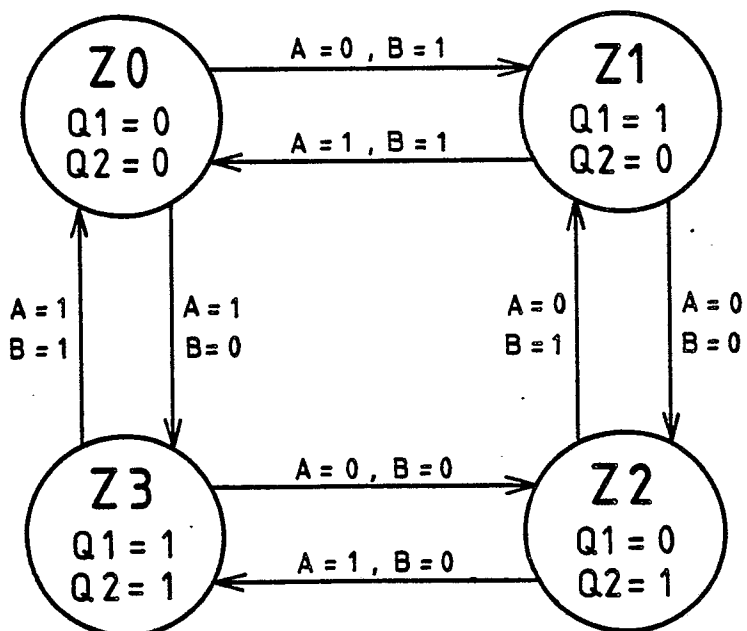 Z0
Q1 = 0
Q2 = 0
A = 0 , B = 1
Z1
Q1 = 1
Q2 = 0
A = 1 , B = 1
A = 1
B = 1
A = 1
B = 0
A = 0
B = 1
A = 0
B = 0
Z3
Q1 = 1
Q2 = 1
A = 0 , B = 0
Z2
Q1 = 0
Q2 = 1
A = 1 , B = 0